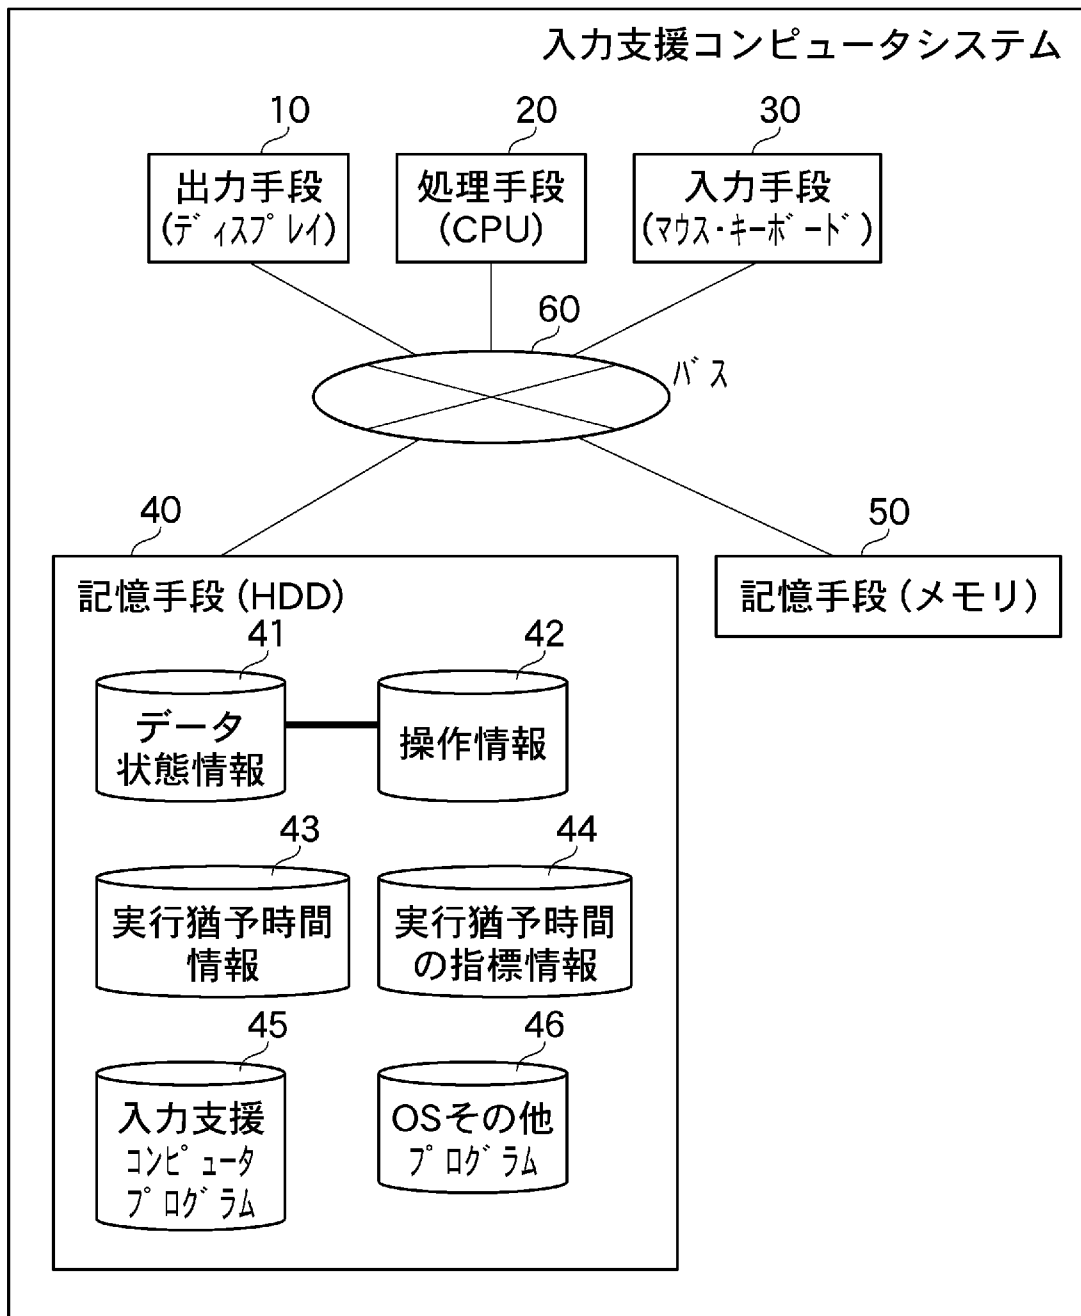 入力支援コンピュータシステム
10
20
30
出力手段
(ディスプレイ)
処理手段
(CPU)
入力手段
(マウス・キーボード)
60
バス
40
50
記憶手段(HDD)
記憶手段(メモリ)
41
42
データ
状態情報
操作情報
43
44
実行猶予時間
情報
実行猶予時間
の指標情報
45
46
入力支援
コンピュータ
プログラム
OSその他
プログラム